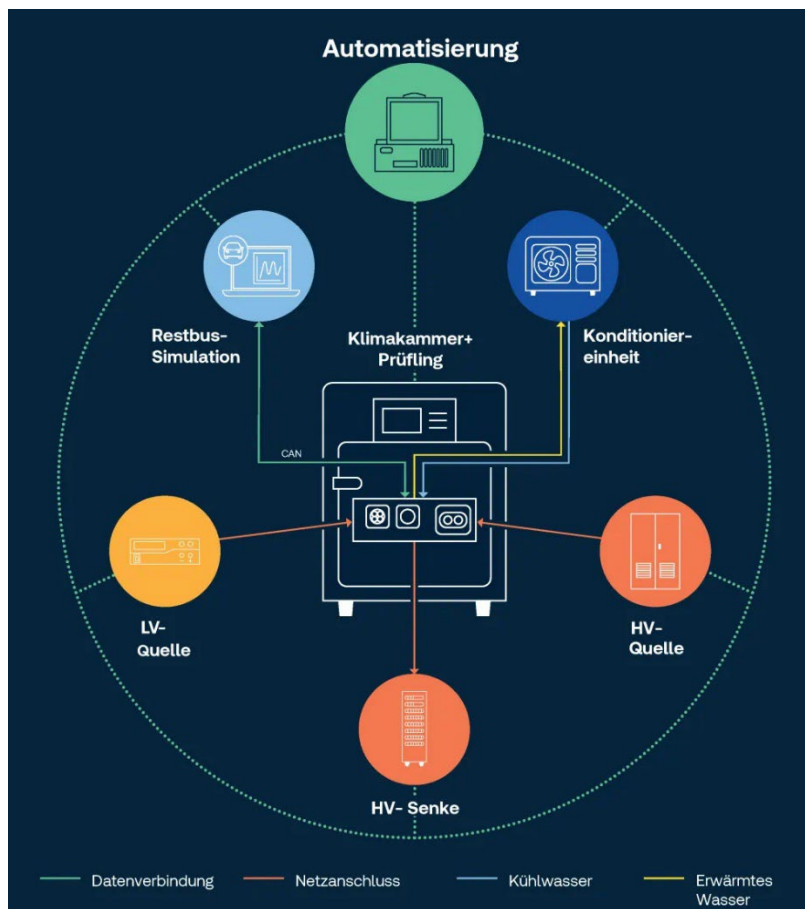 Automatisierung
Restbus-
Simulation
Klimakammer+
Prüfling
Konditionier-
einheit
CAN
LV-
Quelle
HV-
Quelle
HV- Senke
Datenverbindung
Netzanschluss
Kühlwasser
Erwärmtes
Wasser